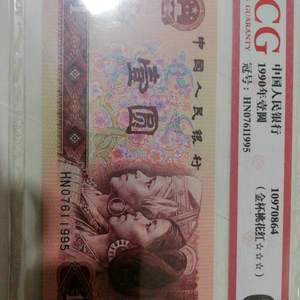 CG
GUARANTY
中国人民银行
1990年壹圆
冠号：HN07611995
10970864
（金杯桃花红☆☆☆）
中国人民银行
壹圆
HN07611995